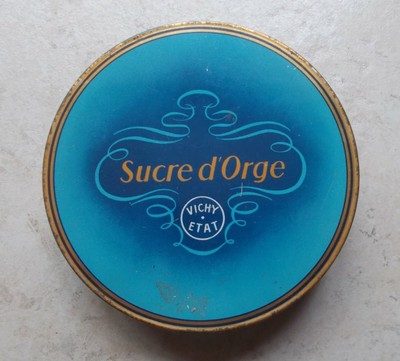 Sucre d'Orge
VICHY
ETAT